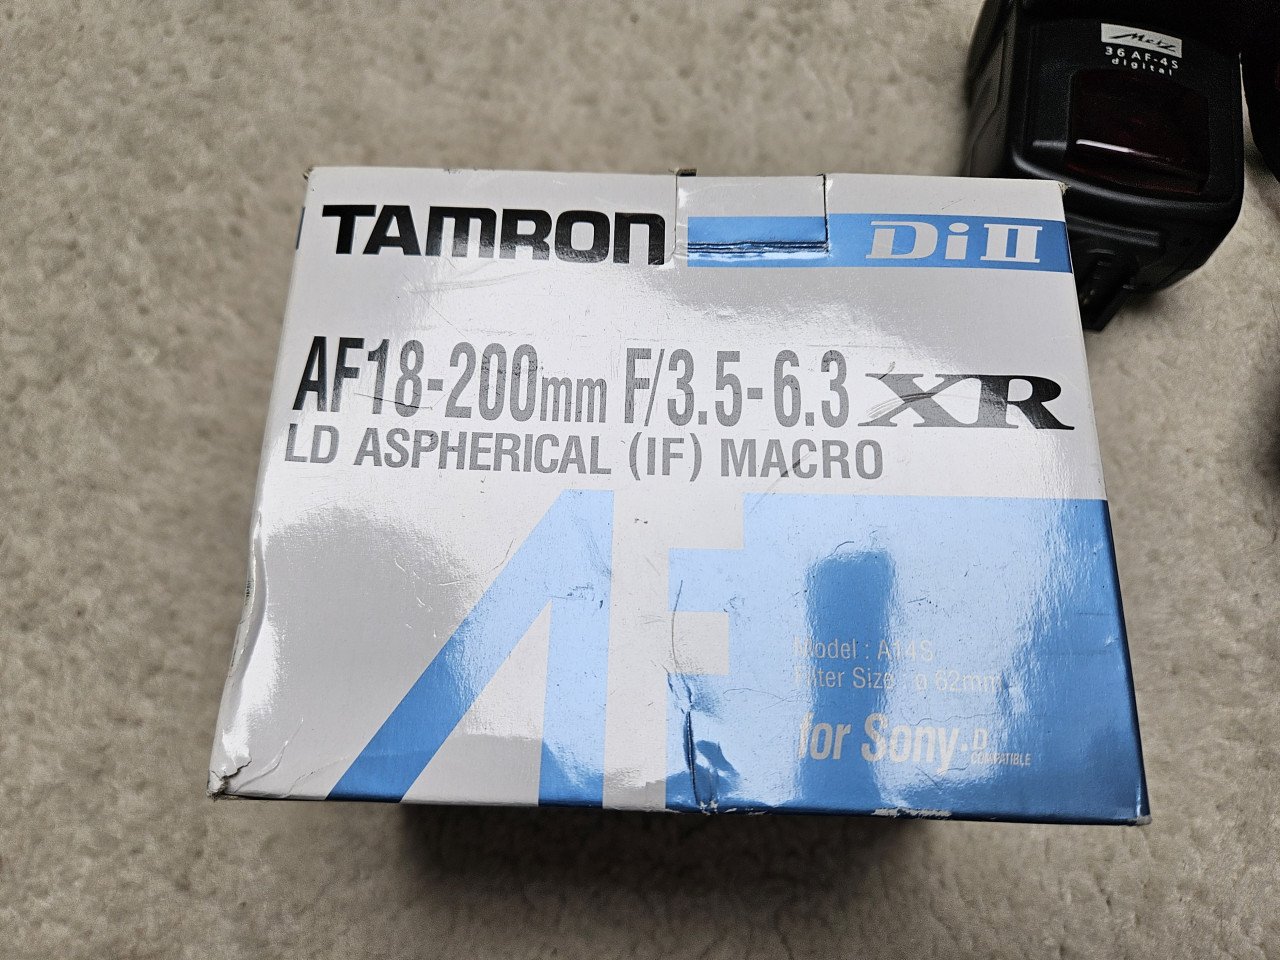 Metz
36 AF-4S
digital
TAMRON
Di II
AF18-200mm F/3.5-6.3 XR
LD ASPHERICAL (IF) MACRO
AF
Model : A14S
Filter Size : ø 62mm
for Sony·D
COMPATIBLE